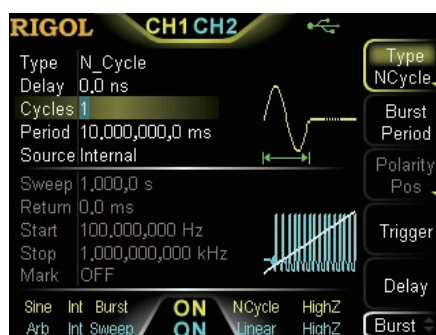 RIGOL CH1 CH2
Type N_Cycle
Delay 0,0 ns
Cycles 1
Period 10,000,000,0 ms
Source Internal
Sweep 1,000,0 s
Return 0,0 ms
Start 100,000,000 Hz
Stop 1,000,000,000 kHz
Mark OFF
Sine Int Burst ON NCycle HighZ
Arb Int Sweep ON Linear HighZ
Type
NCycle
Burst
Period
Polarity
Pos
Trigger
Delay
Burst